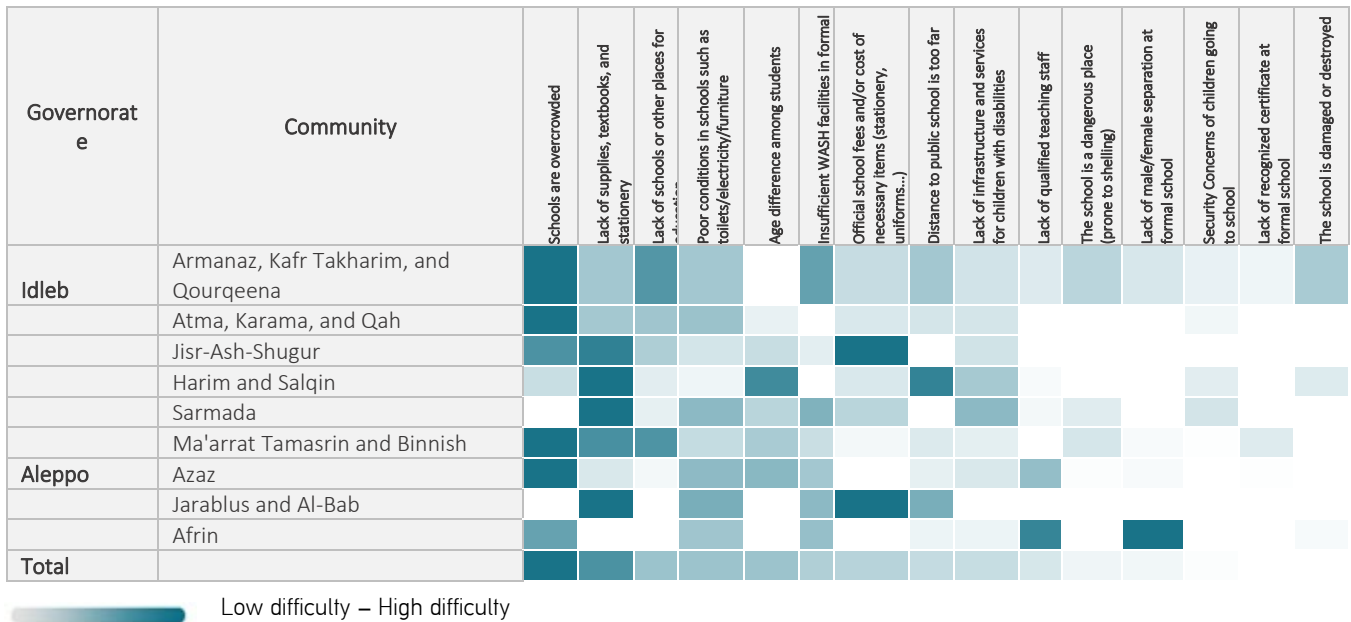 Governorat
e
Community
Schools are overcrowded
Lack of supplies, textbooks, and
stationery
Lack of schools or other places for
Poor conditions in schools such as
toilets/electricity/furniture
Age difference among students
Insufficient WASH facilities in formal
Official school fees and/or cost of
necessary items (stationery,
uniforms...)
Distance to public school is too far
Lack of infrastructure and services
for children with disabilities
Lack of qualified teaching staff
The school is a dangerous place
(prone to shelling)
Lack of male/female separation at
formal school
Security Concerns of children going
to school
Lack of recognized certificate at
formal school
The school is damaged or destroyed
Idleb
Armanaz, Kafr Takharim, and
Qourqeena
Atma, Karama, and Qah
Jisr-Ash-Shugur
Harim and Salqin
Sarmada
Ma'arrat Tamasrin and Binnish
Aleppo
Azaz
Jarablus and Al-Bab
Afrin
Total
Low difficulty – High difficulty